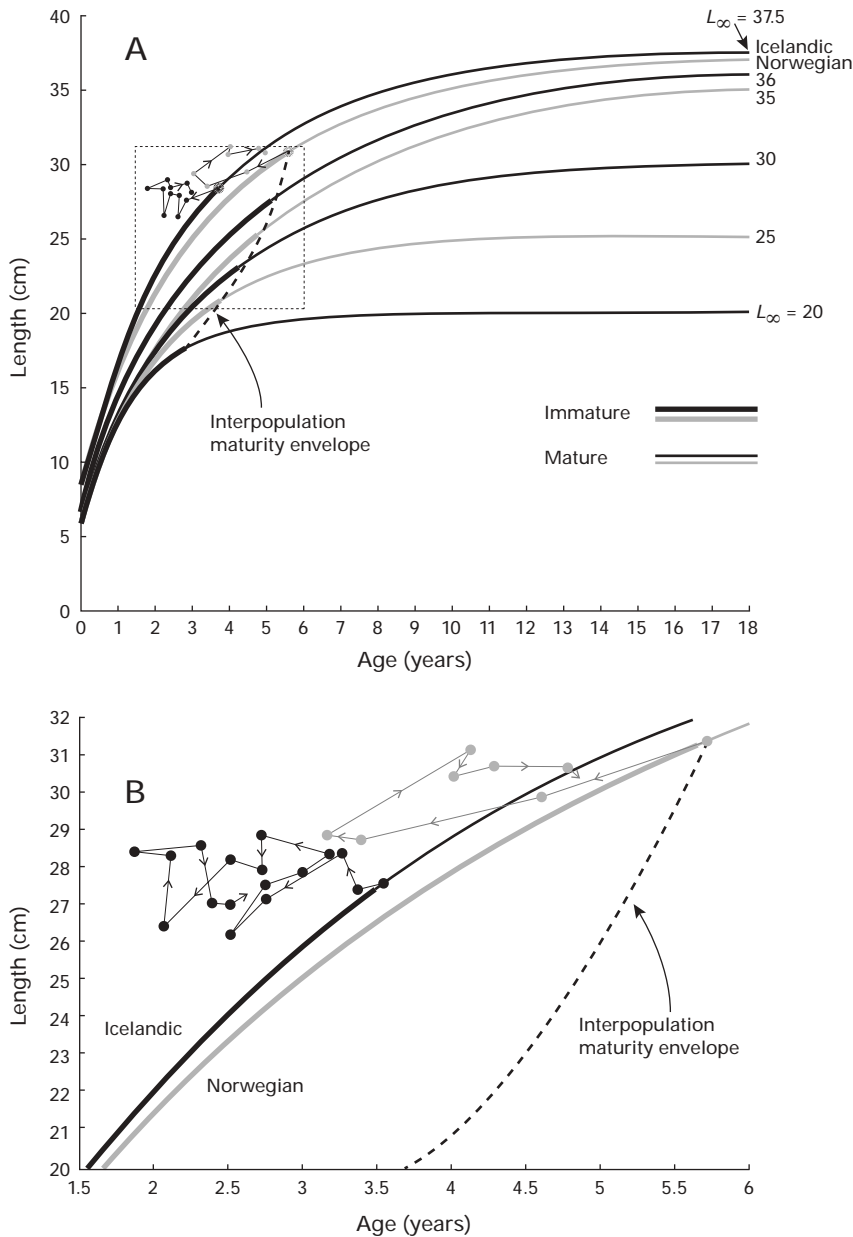 A
L∞ = 37.5
Icelandic
Norwegian
36
35
30
25
L∞ = 20
40
35
30
25
20
15
10
5
0
Length (cm)
Interpopulation
maturity envelope
Immature
Mature
0 1 2 3 4 5 6 7 8 9 10 11 12 13 14 15 16 17 18
Age (years)
B
32
31
30
29
28
27
26
25
24
23
22
21
20
Length (cm)
Icelandic
Norwegian
Interpopulation
maturity envelope
1.5 2 2.5 3 3.5 4 4.5 5 5.5 6
Age (years)